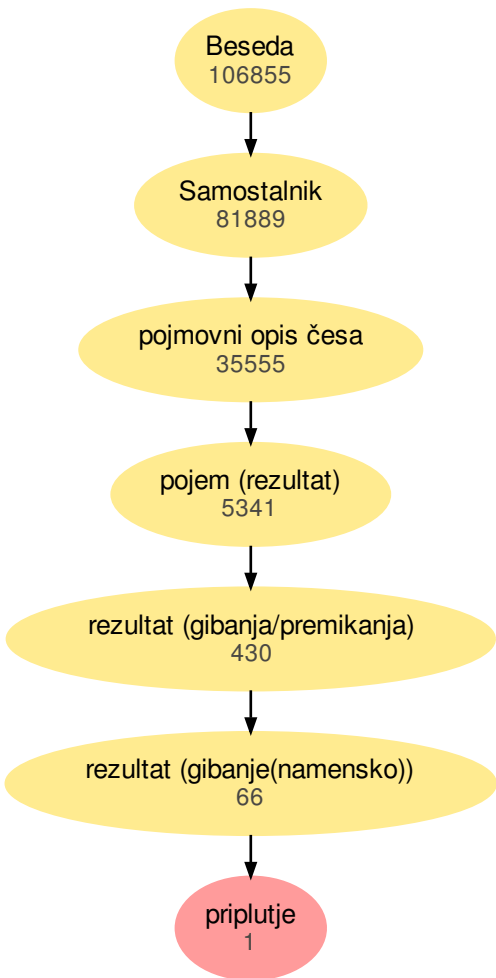 Beseda
106855
Samostalnik
81889
pojmovni opis česa
35555
pojem (rezultat)
5341
rezultat (gibanja/premikanja)
430
rezultat (gibanje(namensko))
66
priplutje
1